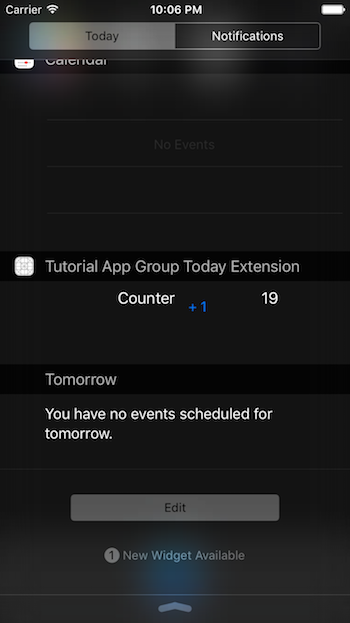 Carrier 10:06 PM
Today Notifications
Calendar
No Events
Tutorial App Group Today Extension
Counter + 1 19
Tomorrow
You have no events scheduled for
tomorrow.
Edit
1 New Widget Available